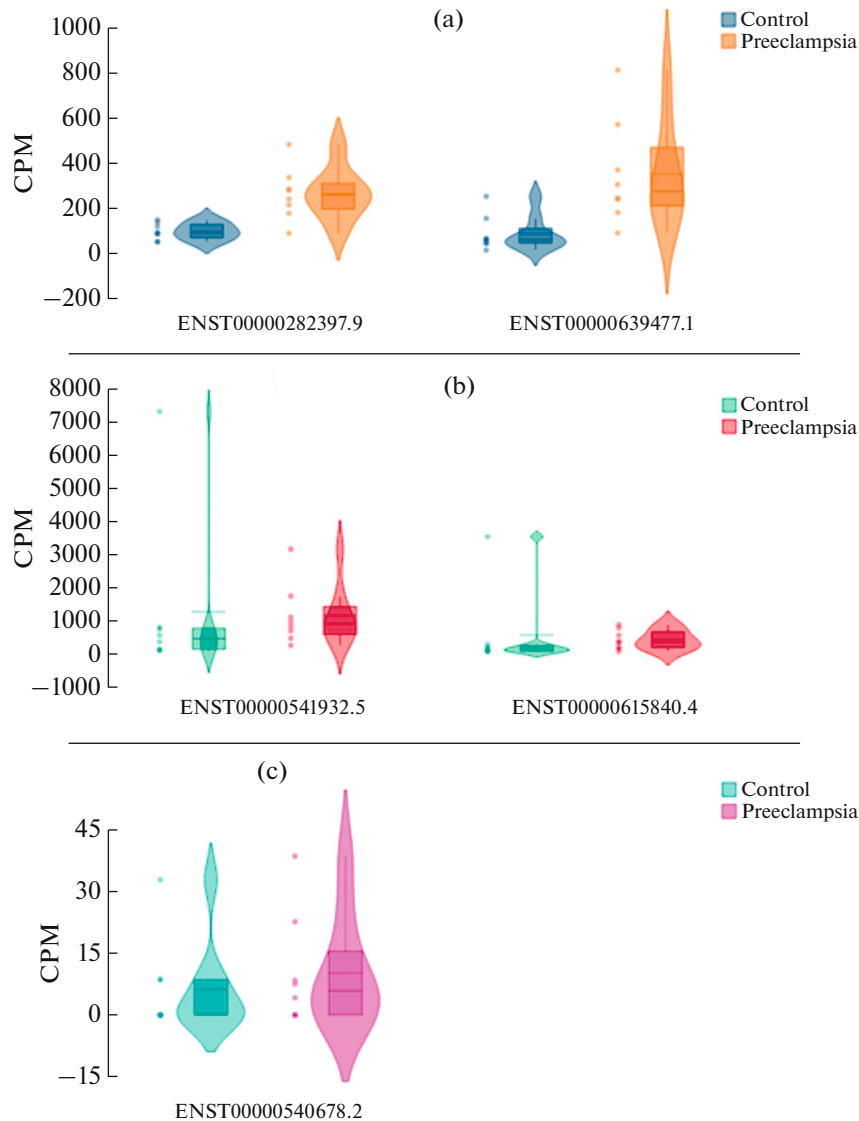 (a)
Control
Preeclampsia
CPM
1000
800
600
400
200
0
−200
ENST00000282397.9
ENST00000639477.1
(b)
Control
Preeclampsia
CPM
8000
7000
6000
5000
4000
3000
2000
1000
0
−1000
ENST00000541932.5
ENST00000615840.4
(c)
Control
Preeclampsia
CPM
45
30
15
0
−15
ENST00000540678.2